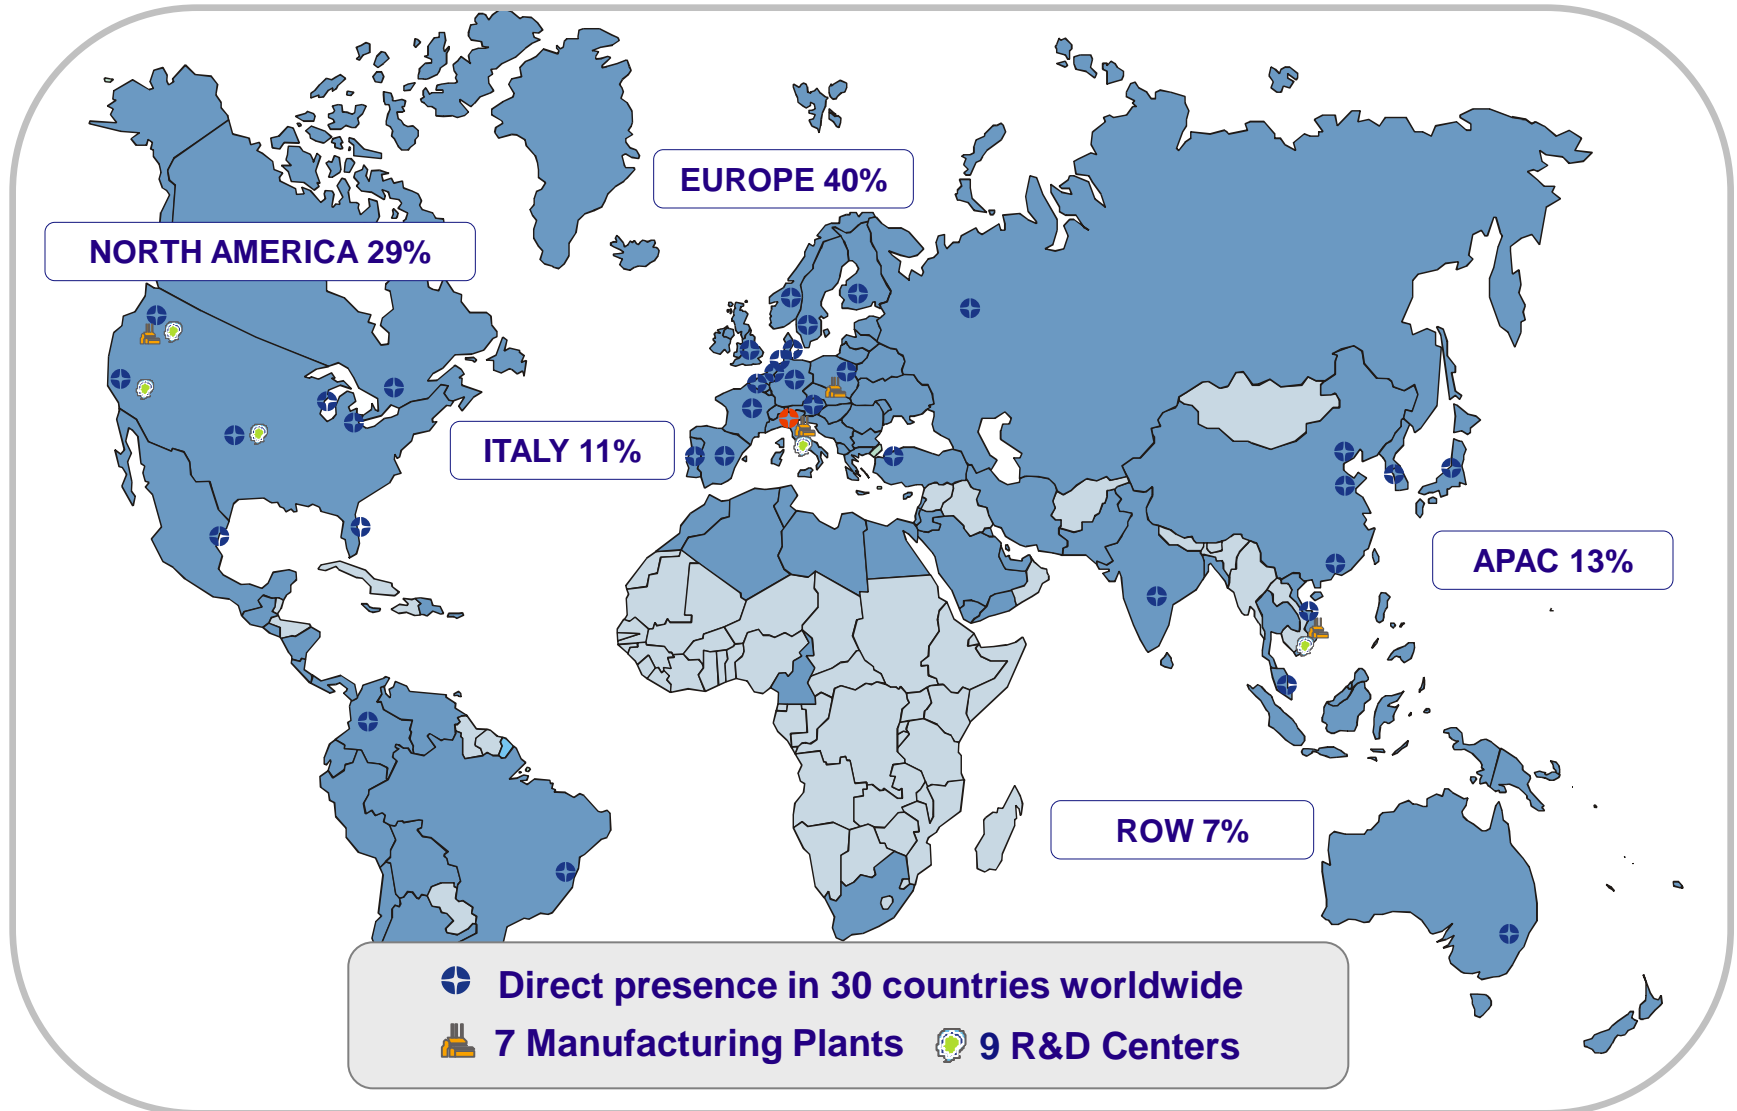 EUROPE 40%
NORTH AMERICA 29%
ITALY 11%
APAC 13%
ROW 7%
Direct presence in 30 countries worldwide
7 Manufacturing Plants
9 R&D Centers